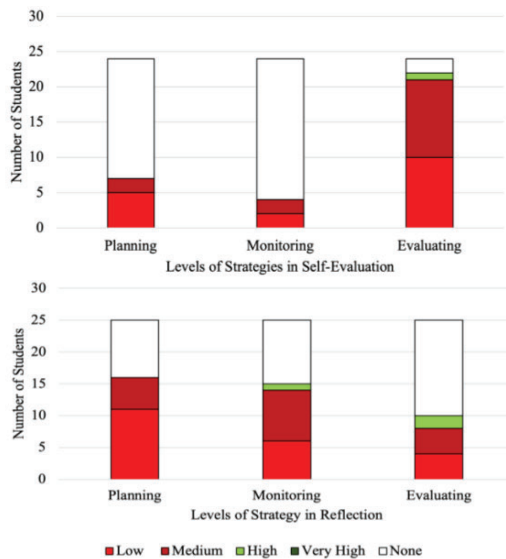 30
25
20
15
10
5
0
Number of Students
Planning Monitoring Evaluating
Levels of Strategies in Self-Evaluation
30
25
20
15
10
5
0
Number of Students
Planning Monitoring Evaluating
Levels of Strategy in Reflection
Low Medium High Very High None